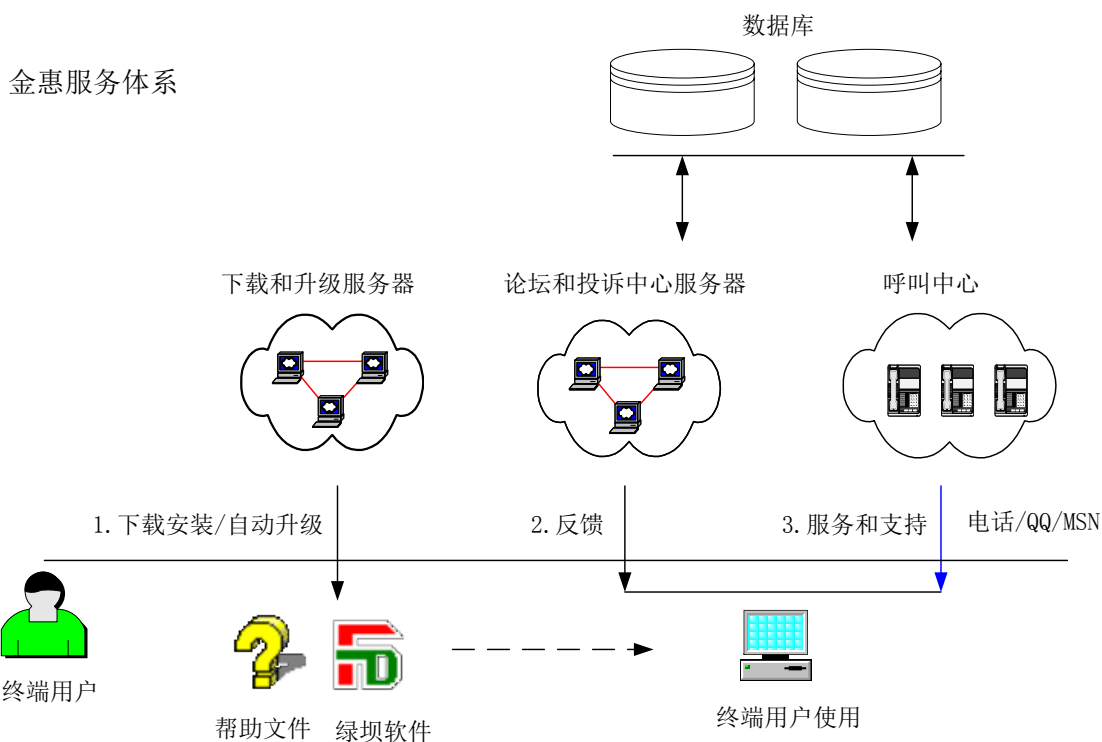 数据库
金惠服务体系
下载和升级服务器
论坛和投诉中心服务器
呼叫中心
1.下载安装/自动升级
2.反馈
3.服务和支持
电话/QQ/MSN
终端用户
帮助文件
绿坝软件
终端用户使用